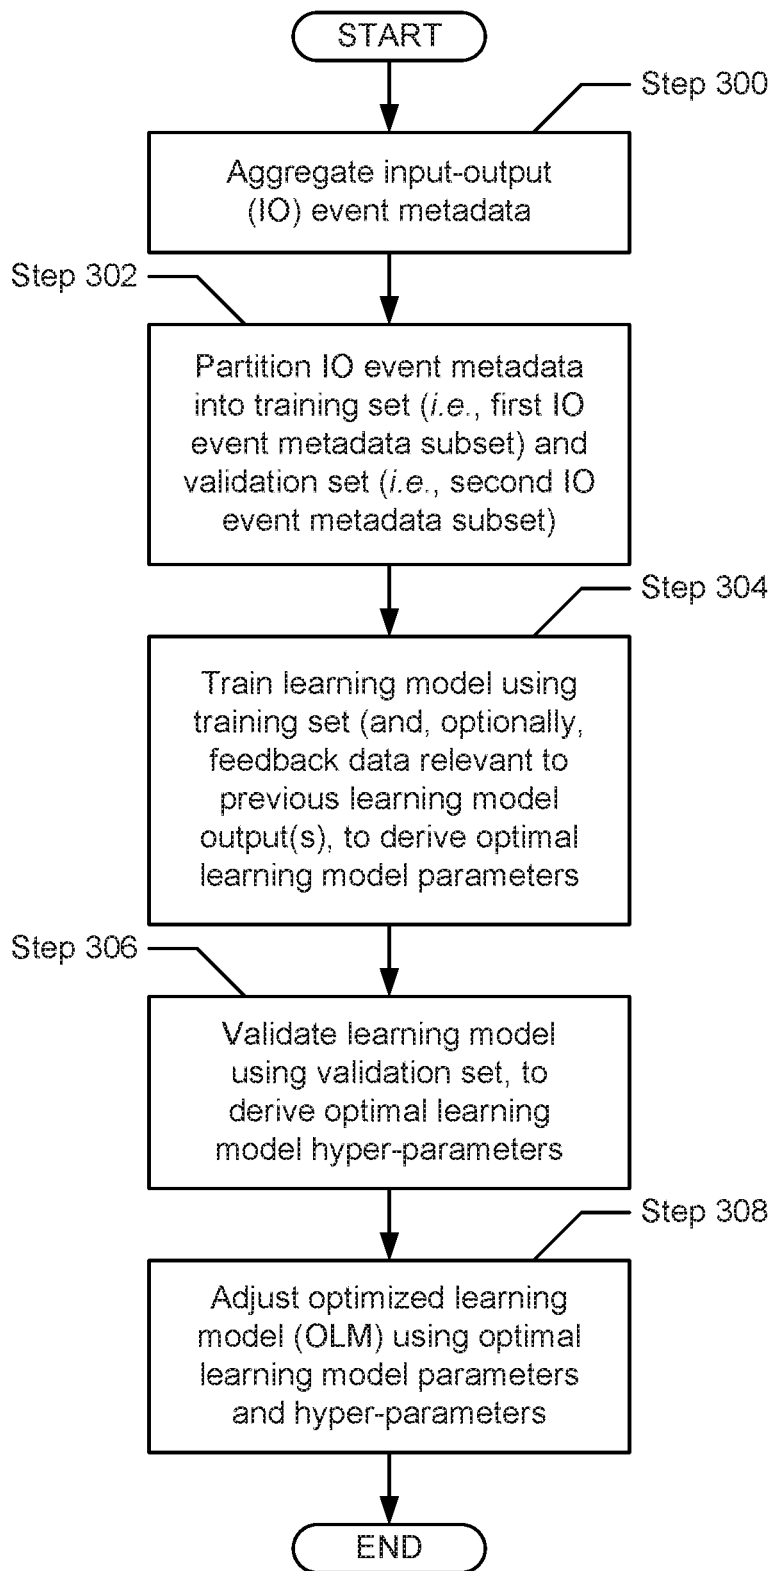 START
Step 300
Aggregate input-output
(IO) event metadata
Step 302
Partition IO event metadata
into training set (i.e., first IO
event metadata subset) and
validation set (i.e., second IO
event metadata subset)
Step 304
Train learning model using
training set (and, optionally,
feedback data relevant to
previous learning model
output(s), to derive optimal
learning model parameters
Step 306
Validate learning model
using validation set, to
derive optimal learning
model hyper-parameters
Step 308
Adjust optimized learning
model (OLM) using optimal
learning model parameters
and hyper-parameters
END